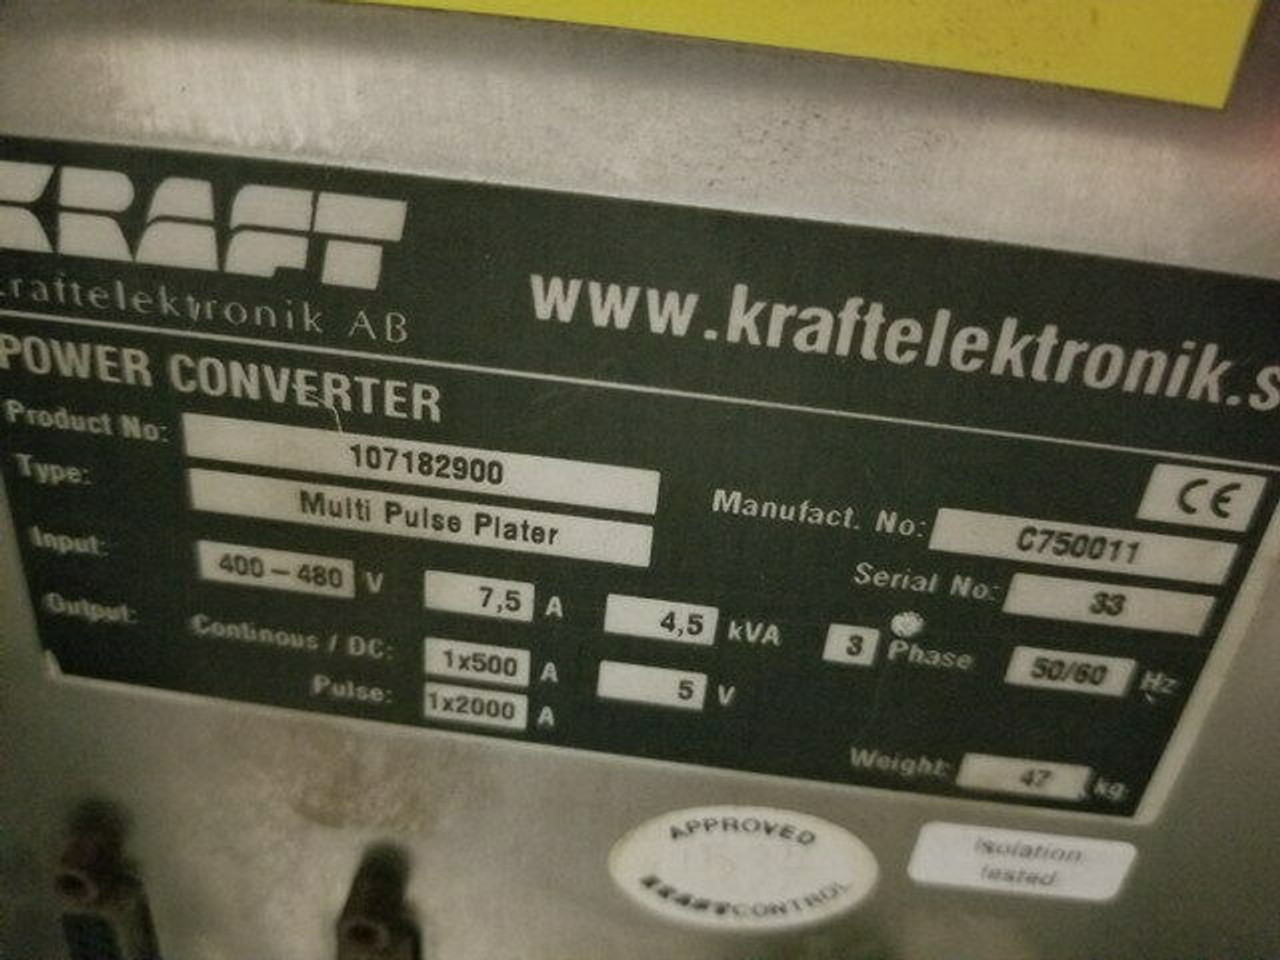 KRAFT
kraftelektronik AB
www.kraftelektronik.s
POWER CONVERTER
Product No: 107182900
Type: Multi Pulse Plater
CE
Manufact. No: C750011
Serial No: 33
Input: 400 – 480 V 7,5 A 4,5 kVA 3 Phase 50/60 Hz
Output: Continous / DC: 1x500 A 5 V
Pulse: 1x2000 A
Weight: 47 kg
APPROVED
KRAFTCONTROL
Isolation
tested